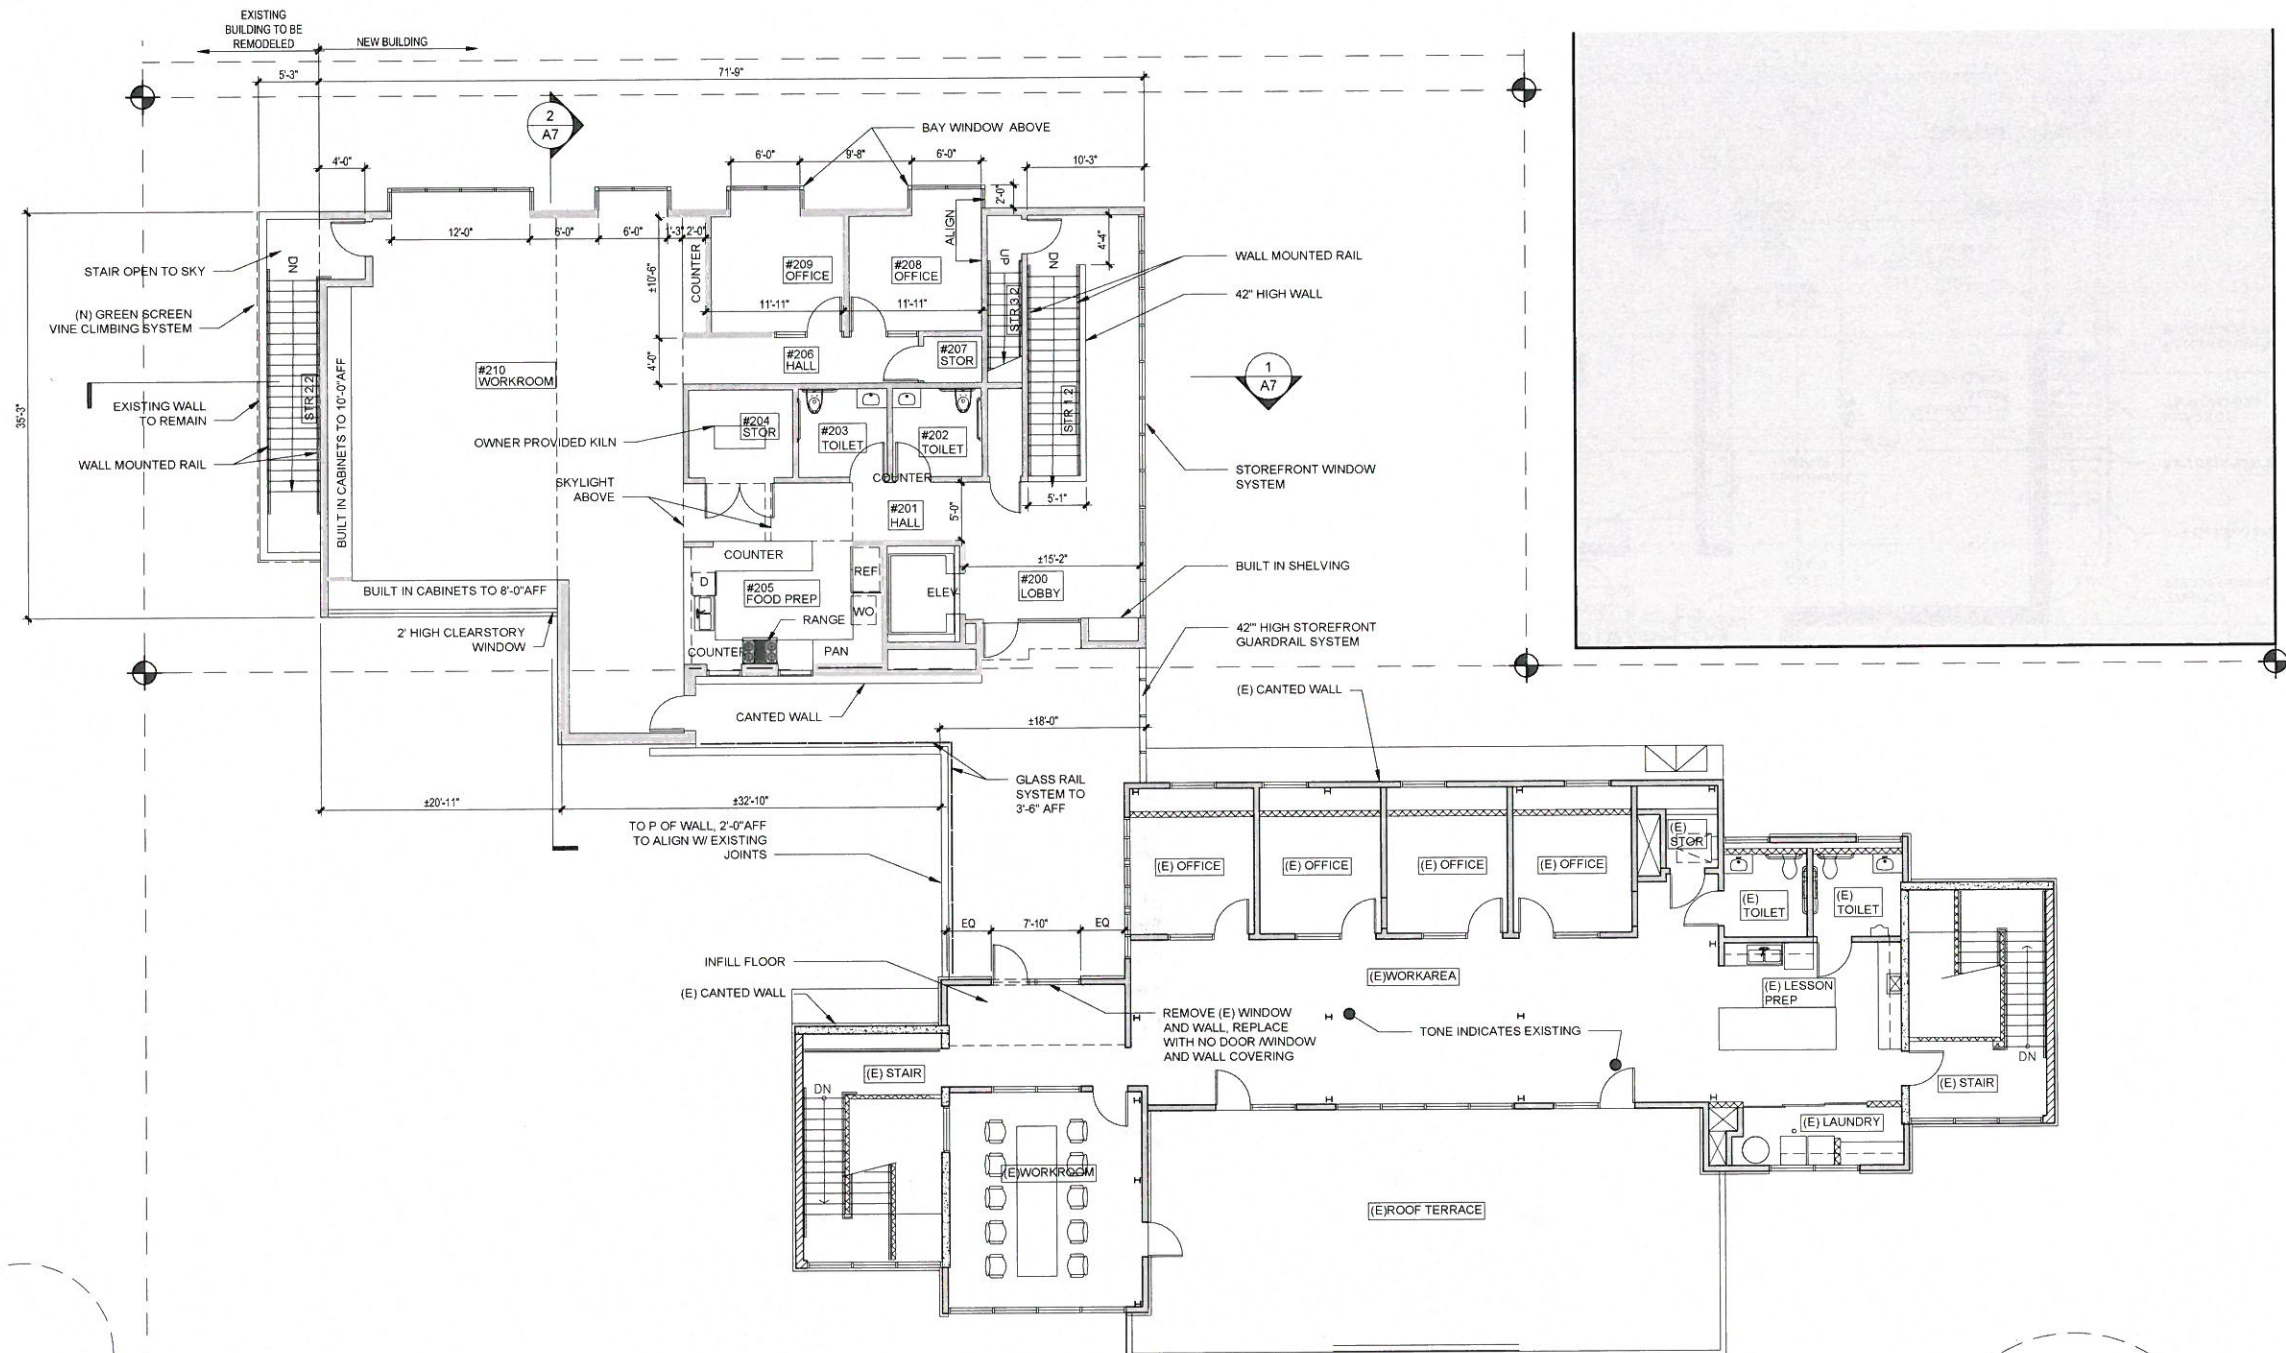 EXISTING
BUILDING TO BE
REMODELED
NEW BUILDING
5'-3"
71'-9"
2
A7
BAY WINDOW ABOVE
4'-0"
6'-0"
9'-8"
6'-0"
10'-3"
2'-0"
ALIGN
12'-0"
6'-0"
6'-0"
2'-0"
4'-4"
STAIR OPEN TO SKY
DN
COUNTER
±10'-6"
#209
OFFICE
#208
OFFICE
UP
DN
WALL MOUNTED RAIL
42" HIGH WALL
11'-11"
11'-11"
STR 3.2
(N) GREEN SCREEN
VINE CLIMBING SYSTEM
4'-0"
#206
HALL
#207
STOR
#210
WORKROOM
1
A7
35'-3"
STR 2.2
EXISTING WALL
TO REMAIN
BUILT IN CABINETS TO 10'-0"AFF
OWNER PROVIDED KILN
#204
STOR
#203
TOILET
#202
TOILET
STR 1.2
WALL MOUNTED RAIL
SKYLIGHT
ABOVE
COUNTER
STOREFRONT WINDOW
SYSTEM
5'-1"
#201
HALL
5'-0"
COUNTER
±15'-2"
BUILT IN SHELVING
D
#205
FOOD PREP
REF
ELEV
#200
LOBBY
BUILT IN CABINETS TO 8'-0"AFF
WO
RANGE
2' HIGH CLEARSTORY
WINDOW
COUNTER
PAN
42"' HIGH STOREFRONT
GUARDRAIL SYSTEM
(E) CANTED WALL
CANTED WALL
±18'-0"
GLASS RAIL
SYSTEM TO
3'-6" AFF
±20'-11"
±32'-10"
TO P OF WALL, 2'-0"AFF
TO ALIGN W/ EXISTING
JOINTS
(E)
STOR
(E) OFFICE
(E) OFFICE
(E) OFFICE
(E) OFFICE
(E)
TOILET
(E)
TOILET
EQ
7'-10"
EQ
INFILL FLOOR
(E)WORKAREA
(E) LESSON
PREP
(E) CANTED WALL
REMOVE (E) WINDOW
AND WALL, REPLACE
WITH NO DOOR /WINDOW
AND WALL COVERING
TONE INDICATES EXISTING
DN
(E) STAIR
(E) STAIR
DN
(E) LAUNDRY
(E)WORKROOM
(E)ROOF TERRACE